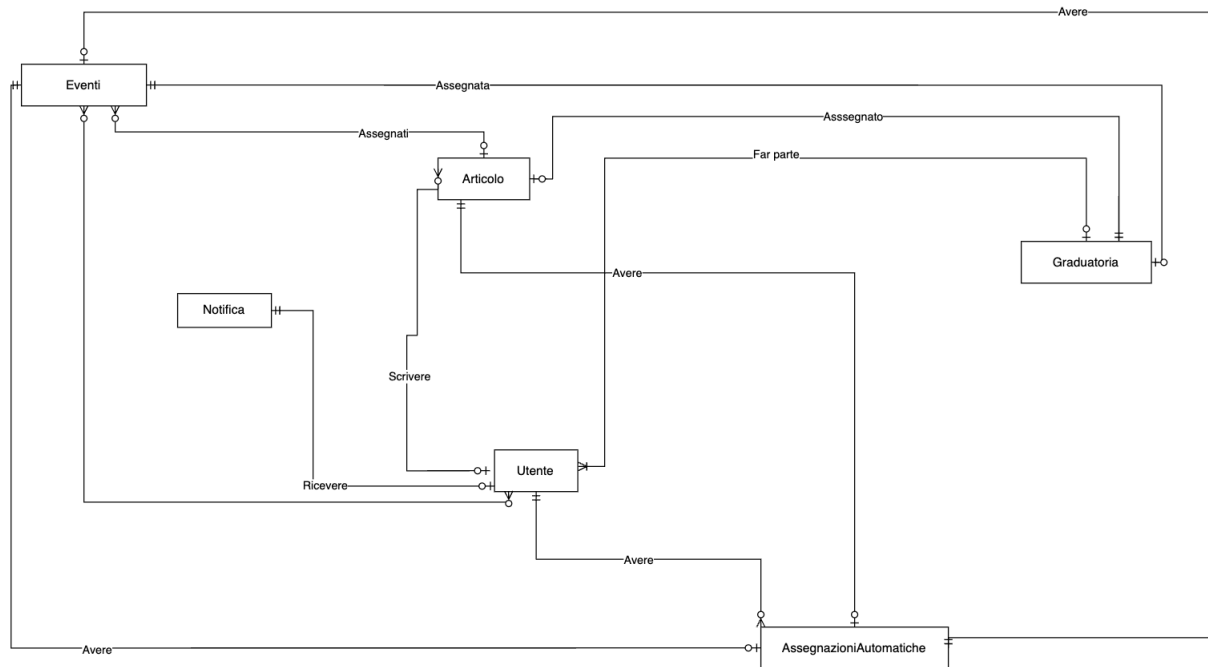 Avere
Eventi
Assegnata
Asssegnato
Assegnati
Far parte
Articolo
Graduatoria
Avere
Notifica
Scrivere
Utente
Ricevere
Avere
Avere
AssegnazioniAutomatiche